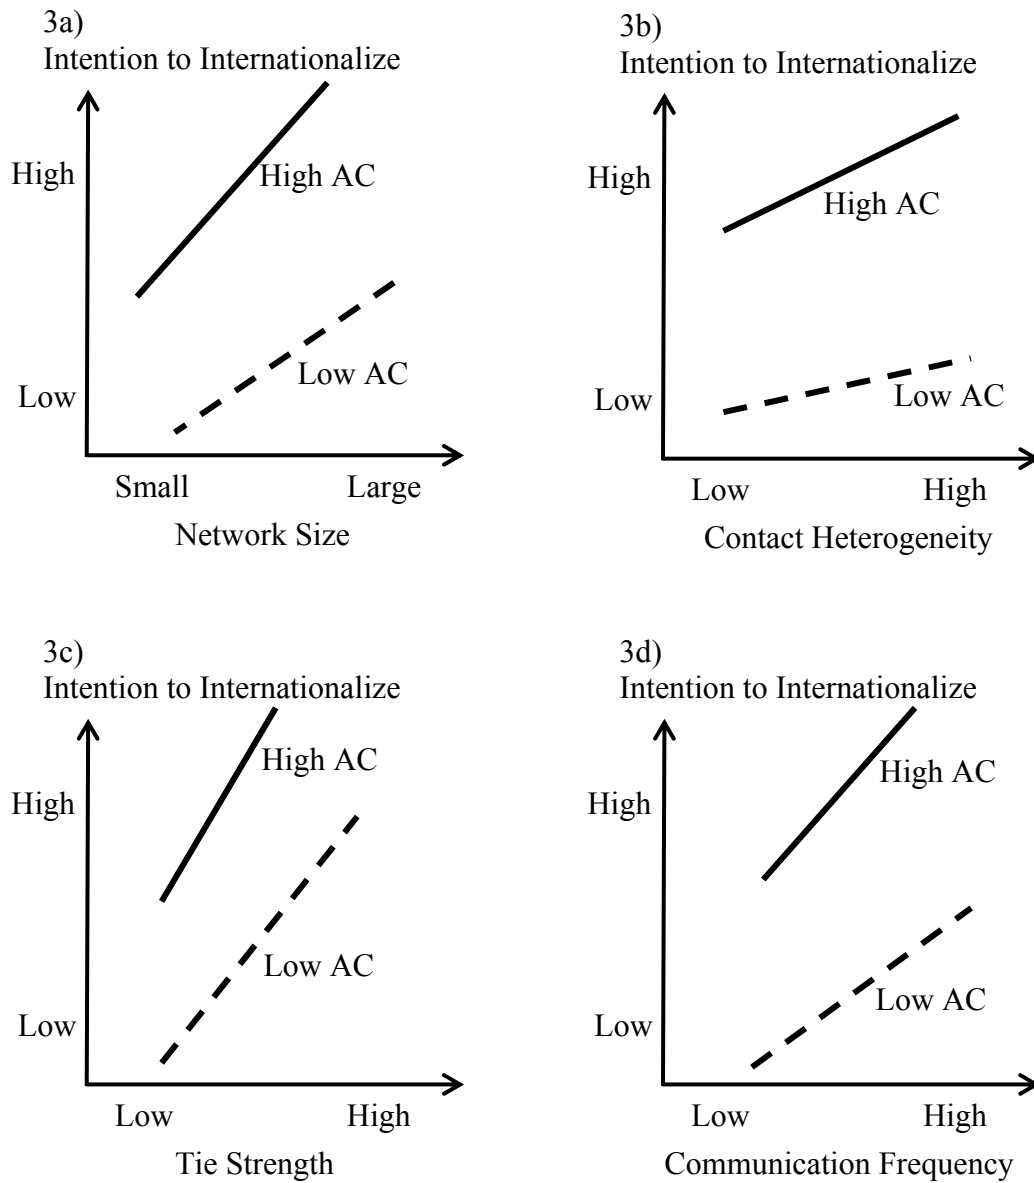 3a)
Intention to Internationalize
High
High AC
Low AC
Low
Small
Large
Network Size
3b)
Intention to Internationalize
High
High AC
Low
Low AC
Low
High
Contact Heterogeneity
3c)
Intention to Internationalize
High AC
High
Low AC
Low
Low
High
Tie Strength
3d)
Intention to Internationalize
High AC
High
Low AC
Low
Low
High
Communication Frequency